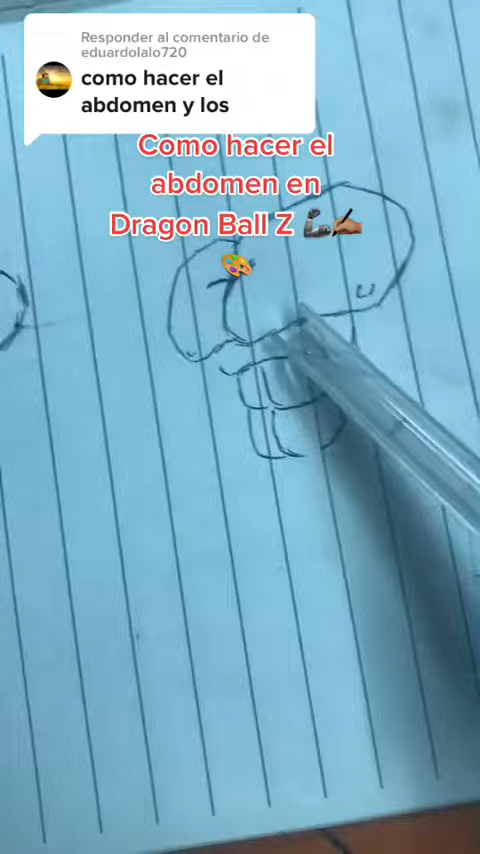 Responder al comentario de
eduardolalo720
como hacer el
abdomen y los
Como hacer el
abdomen en
Dragon Ball Z 🦾✍🏽
🎨